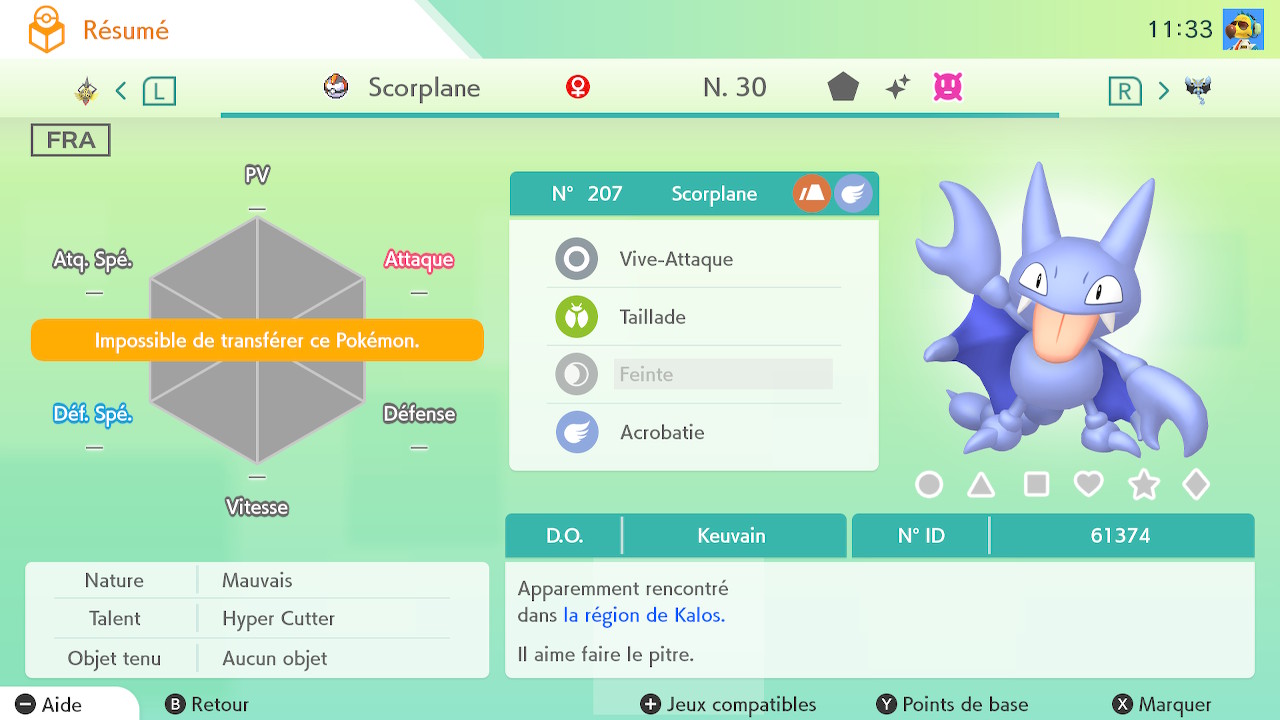 Résumé
11:33
L
Scorplane
N. 30
R
FRA
PV
Atq. Spé.
—
Attaque
—
Impossible de transférer ce Pokémon.
Déf. Spé.
—
Défense
—
—
Vitesse
N° 207 Scorplane
Vive-Attaque
Taillade
Feinte
Acrobatie
D.O. Keuvain
N° ID 61374
Nature Mauvais
Talent Hyper Cutter
Objet tenu Aucun objet
Apparemment rencontré
dans la région de Kalos.
Il aime faire le pitre.
Aide
B Retour
Jeux compatibles
Y Points de base
X Marquer